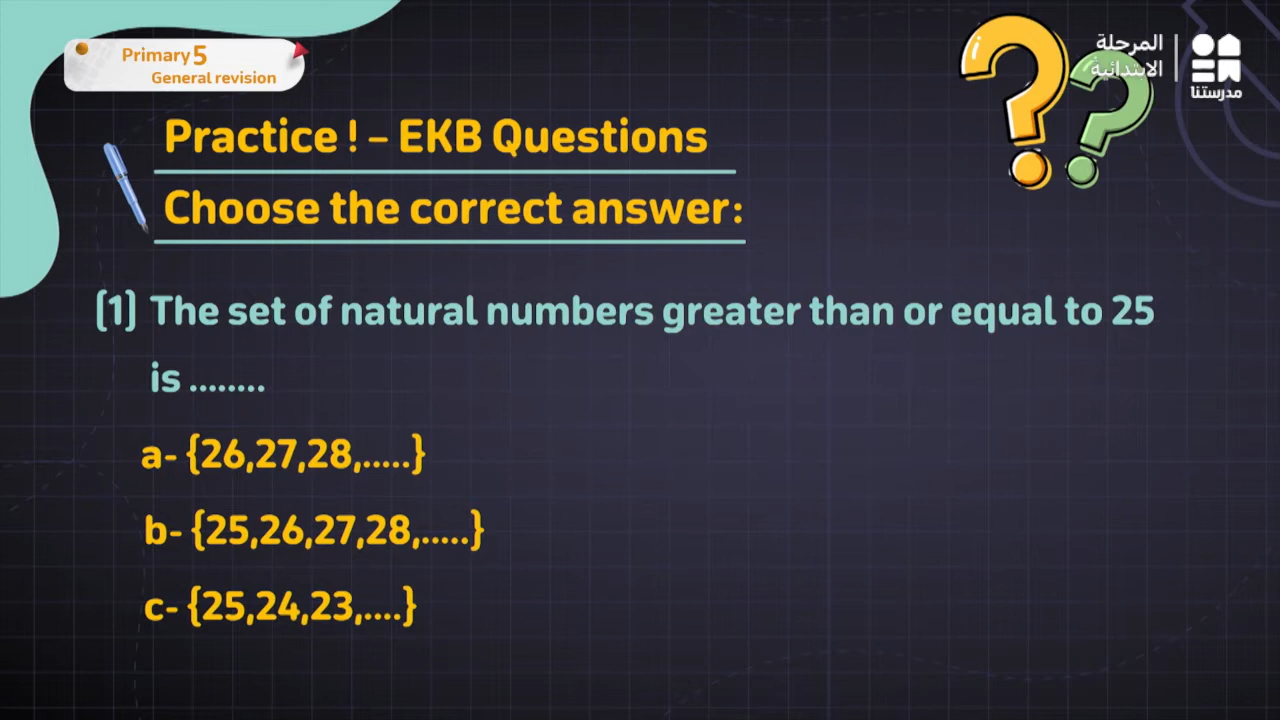 Primary 5
General revision
المرحلة
الابتدائية
مدرستنا
Practice ! – EKB Questions
Choose the correct answer:
(1) The set of natural numbers greater than or equal to 25
is ........
a- {26,27,28,.....}
b- {25,26,27,28,.....}
c- {25,24,23,....}